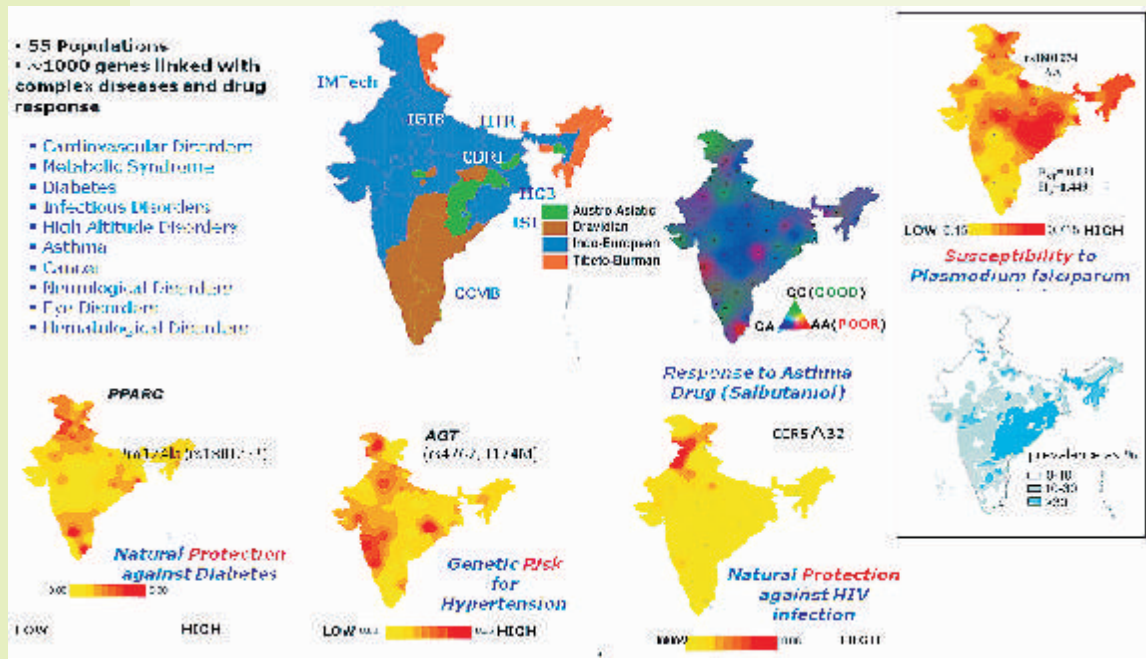 • 55 Populations
• ~1000 genes linked with
complex diseases and drug
response
▪ Cardiovascular Disorders
▪ Metabolic Syndrome
▪ Diabetes
▪ Infectious Disorders
▪ High Altitude Disorders
▪ Asthma
▪ Cancer
▪ Neurological Disorders
▪ Eye Disorders
▪ Hematological Disorders
IMTech
IGIB
CDRI
CCMB
Austro-Asiatic
Dravidian
Indo-European
Tibeto-Burman
GG(GOOD)
GA
AA(POOR)
Response to Asthma
Drug (Salbutamol)
AA
LOW
HIGH
Susceptibility to
Plasmodium falciparum
prevalence as %
PPARG
Natural Protection
against Diabetes
LOW
HIGH
AGT
Genetic Risk
for
Hypertension
LOW
HIGH
CCR5
32
Natural Protection
against HIV
infection
HIGH